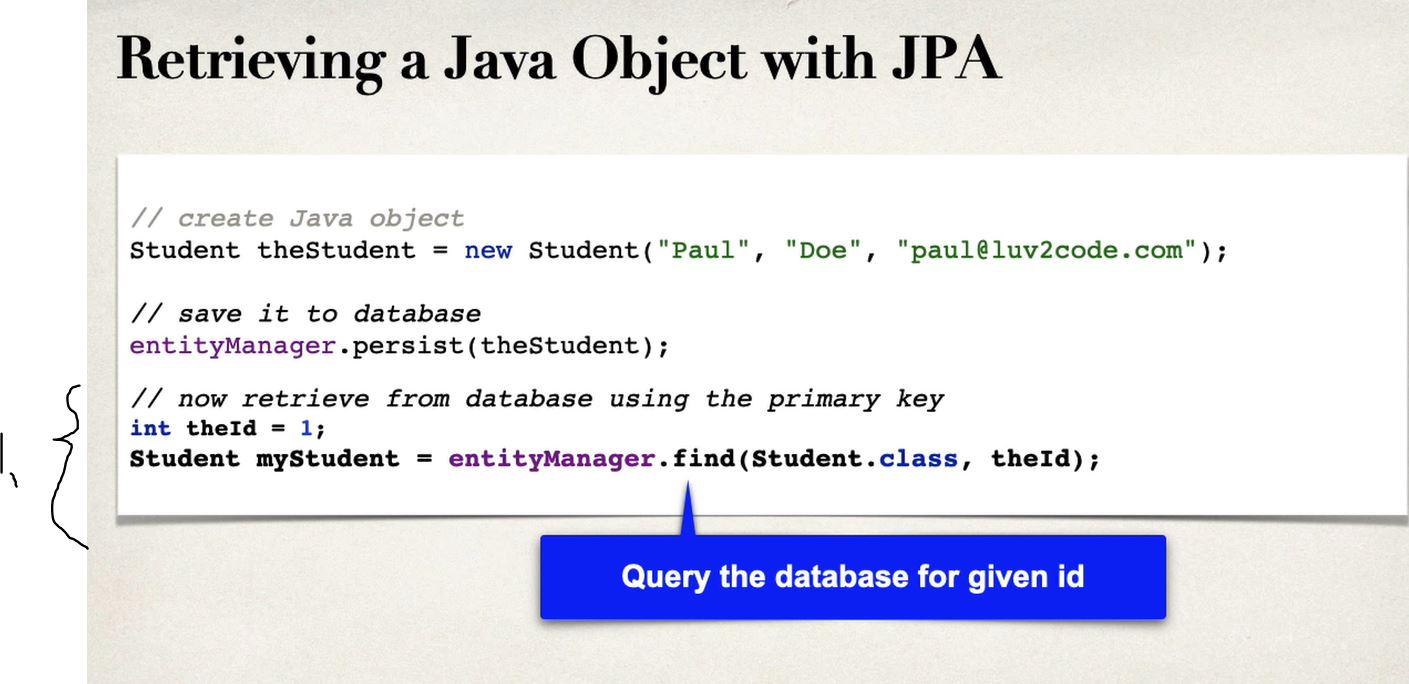 Retrieving a Java Object with JPA
// create Java object
Student theStudent = new Student("Paul", "Doe", "paul@luv2code.com");
// save it to database
entityManager.persist(theStudent);
// now retrieve from database using the primary key
int theId = 1;
Student myStudent = entityManager.find(Student.class, theId);
Query the database for given id